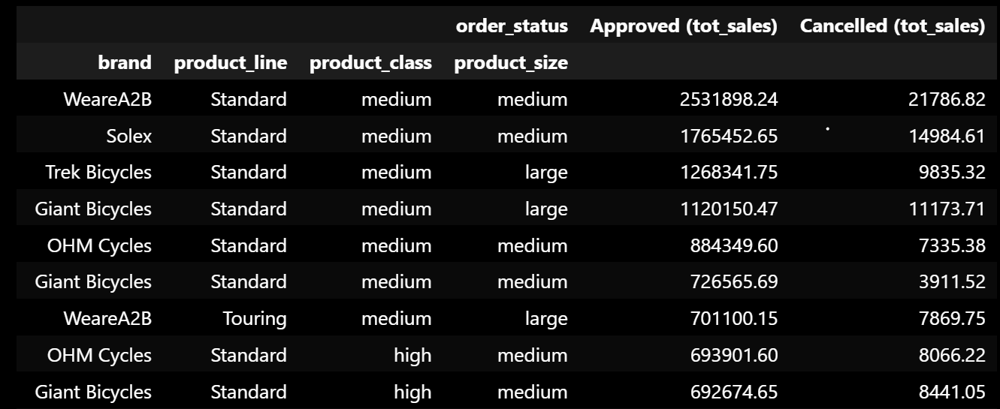 order_status Approved (tot_sales) Cancelled (tot_sales)
brand product_line product_class product_size
WeareA2B Standard medium medium 2531898.24 21786.82
Solex Standard medium medium 1765452.65 14984.61
Trek Bicycles Standard medium large 1268341.75 9835.32
Giant Bicycles Standard medium large 1120150.47 11173.71
OHM Cycles Standard medium medium 884349.60 7335.38
Giant Bicycles Standard medium medium 726565.69 3911.52
WeareA2B Touring medium large 701100.15 7869.75
OHM Cycles Standard high medium 693901.60 8066.22
Giant Bicycles Standard high medium 692674.65 8441.05